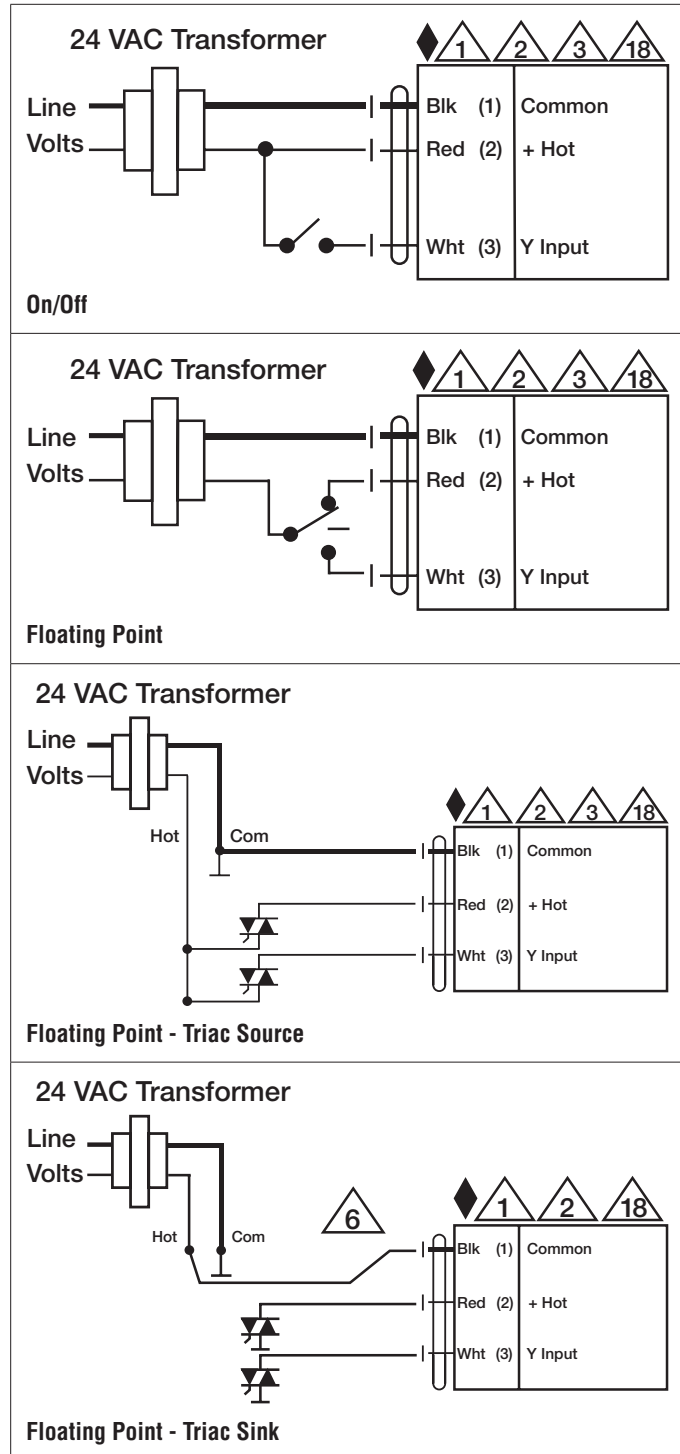 24 VAC Transformer
1 2 3 18
Line
Volts
Blk (1) Common
Red (2) + Hot
Wht (3) Y Input
On/Off
24 VAC Transformer
1 2 3 18
Line
Volts
Blk (1) Common
Red (2) + Hot
Wht (3) Y Input
Floating Point
24 VAC Transformer
Line
Volts
1 2 3 18
Hot Com
Blk (1) Common
Red (2) + Hot
Wht (3) Y Input
Floating Point - Triac Source
24 VAC Transformer
Line
Volts
6 1 2 18
Hot Com
Blk (1) Common
Red (2) + Hot
Wht (3) Y Input
Floating Point - Triac Sink